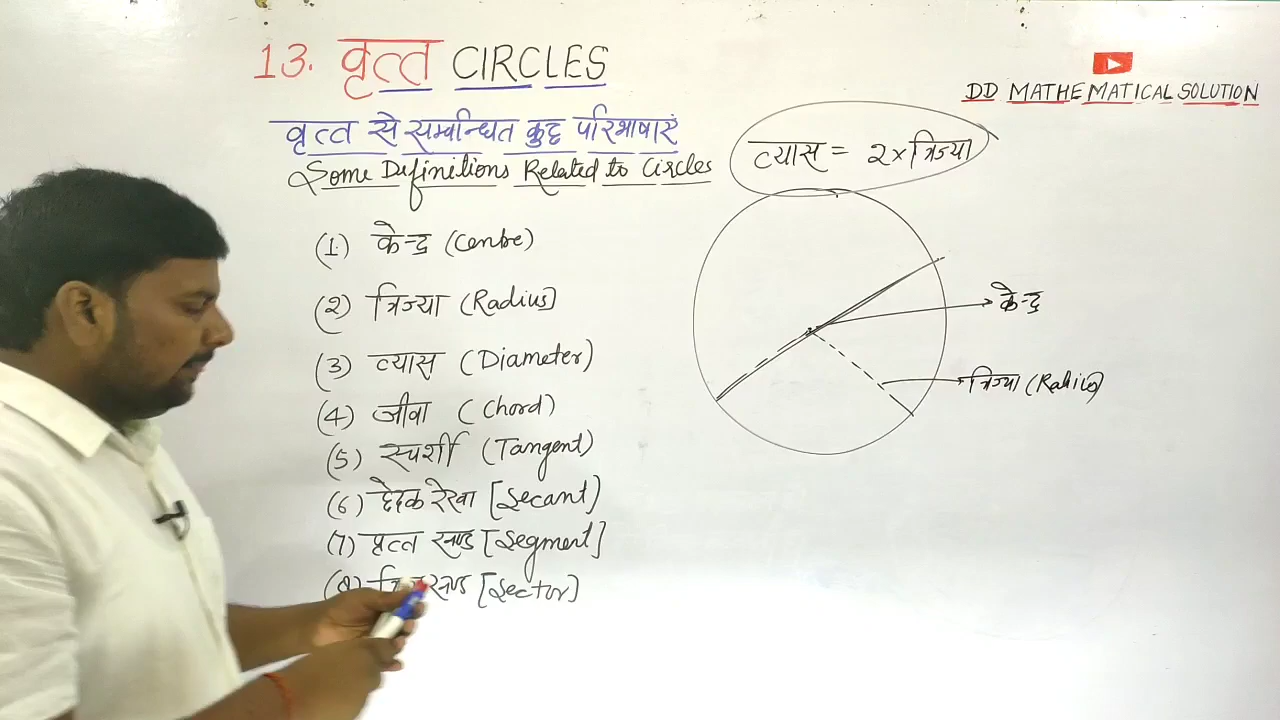 13. वृत्त CIRCLES
DD MATHEMATICAL SOLUTION
वृत्त से सम्बन्धित कुछ परिभाषाएं
Some Definitions Related to Circles
व्यास = 2 × त्रिज्या
(1) केन्द्र (Centre)
(2) त्रिज्या (Radius)
(3) व्यास (Diameter)
(4) जीवा (Chord)
(5) स्पर्शी (Tangent)
(6) छेदक रेखा [Secant]
(7) वृत्त खण्ड [Segment]
(8) [Sector]
केन्द्र
त्रिज्या (Radius)